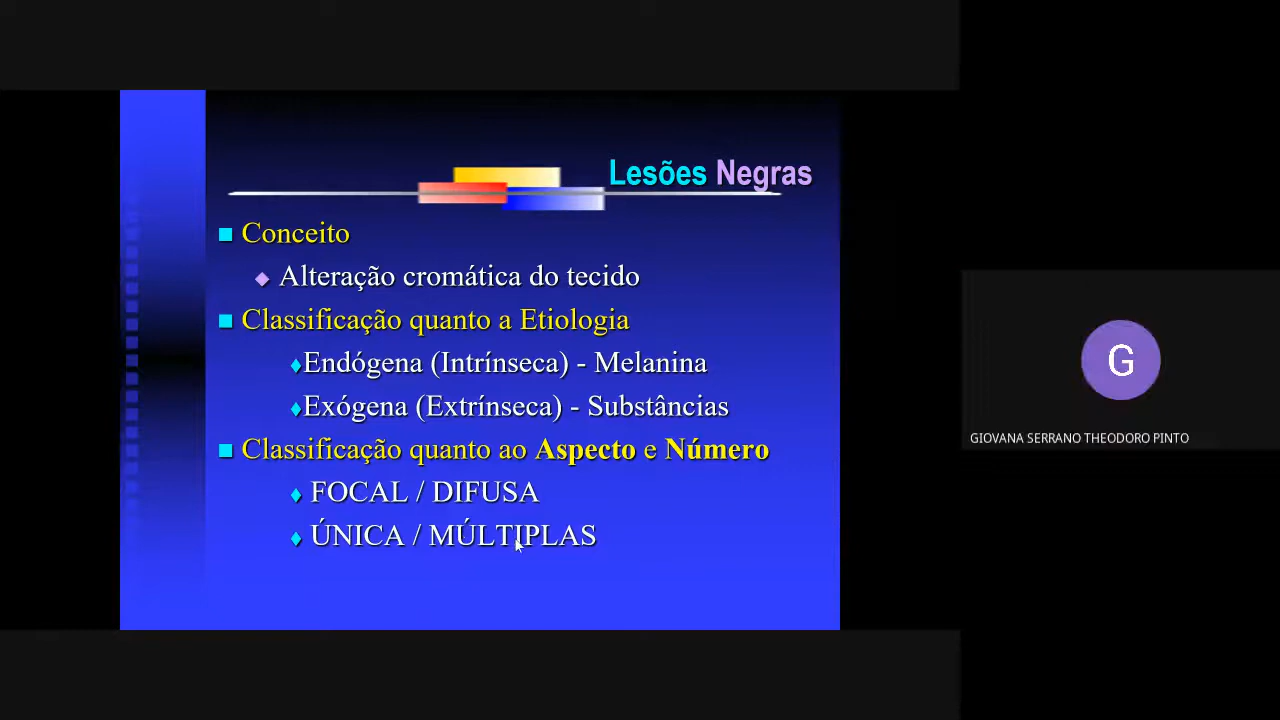 Lesões Negras
Conceito
Alteração cromática do tecido
Classificação quanto a Etiologia
Endógena (Intrínseca) - Melanina
Exógena (Extrínseca) - Substâncias
Classificação quanto ao Aspecto e Número
FOCAL / DIFUSA
ÚNICA / MÚLTIPLAS
G
GIOVANA SERRANO THEODORO PINTO